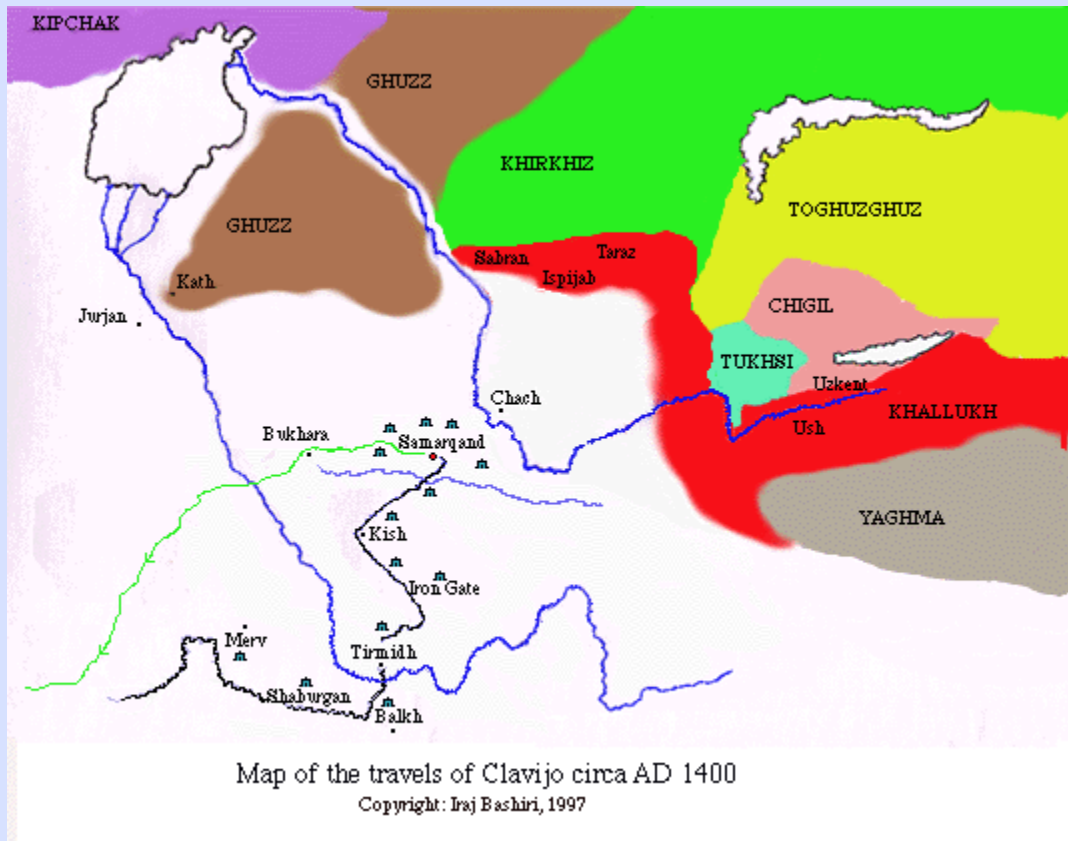 KIPCHAK
GHUZZ
KHIRKHIZ
TOGHUZGHUZ
GHUZZ
Sabran
Taraz
Ispijab
Kath
Jurjan
CHIGIL
TUKHSI
Uzkent
Chach
KHALLUKH
Ush
Bukhara
Samarqand
YAGHMA
Kish
Iron Gate
Merv
Tirmidh
Shaburgan
Balkh
Map of the travels of Clavijo circa AD 1400
Copyright: Iraj Bashiri, 1997